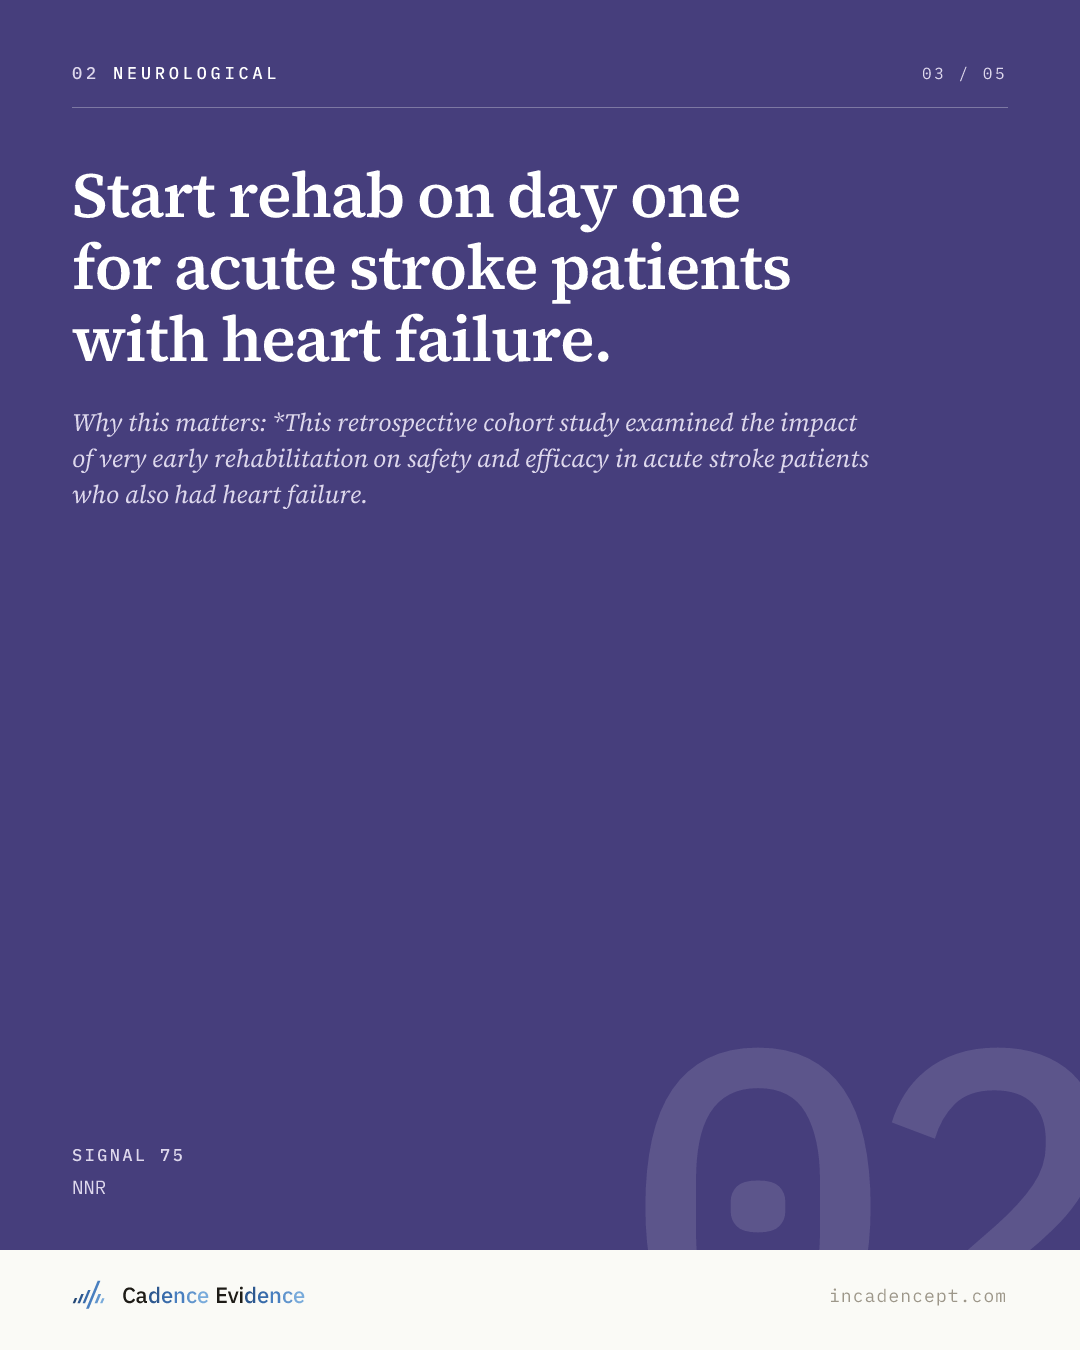 02 NEUROLOGICAL
03 / 05
Start rehab on day one
for acute stroke patients
with heart failure.
Why this matters: *This retrospective cohort study examined the impact
of very early rehabilitation on safety and efficacy in acute stroke patients
who also had heart failure.
02
SIGNAL 75
NNR
Cadence Evidence
incadencept.com